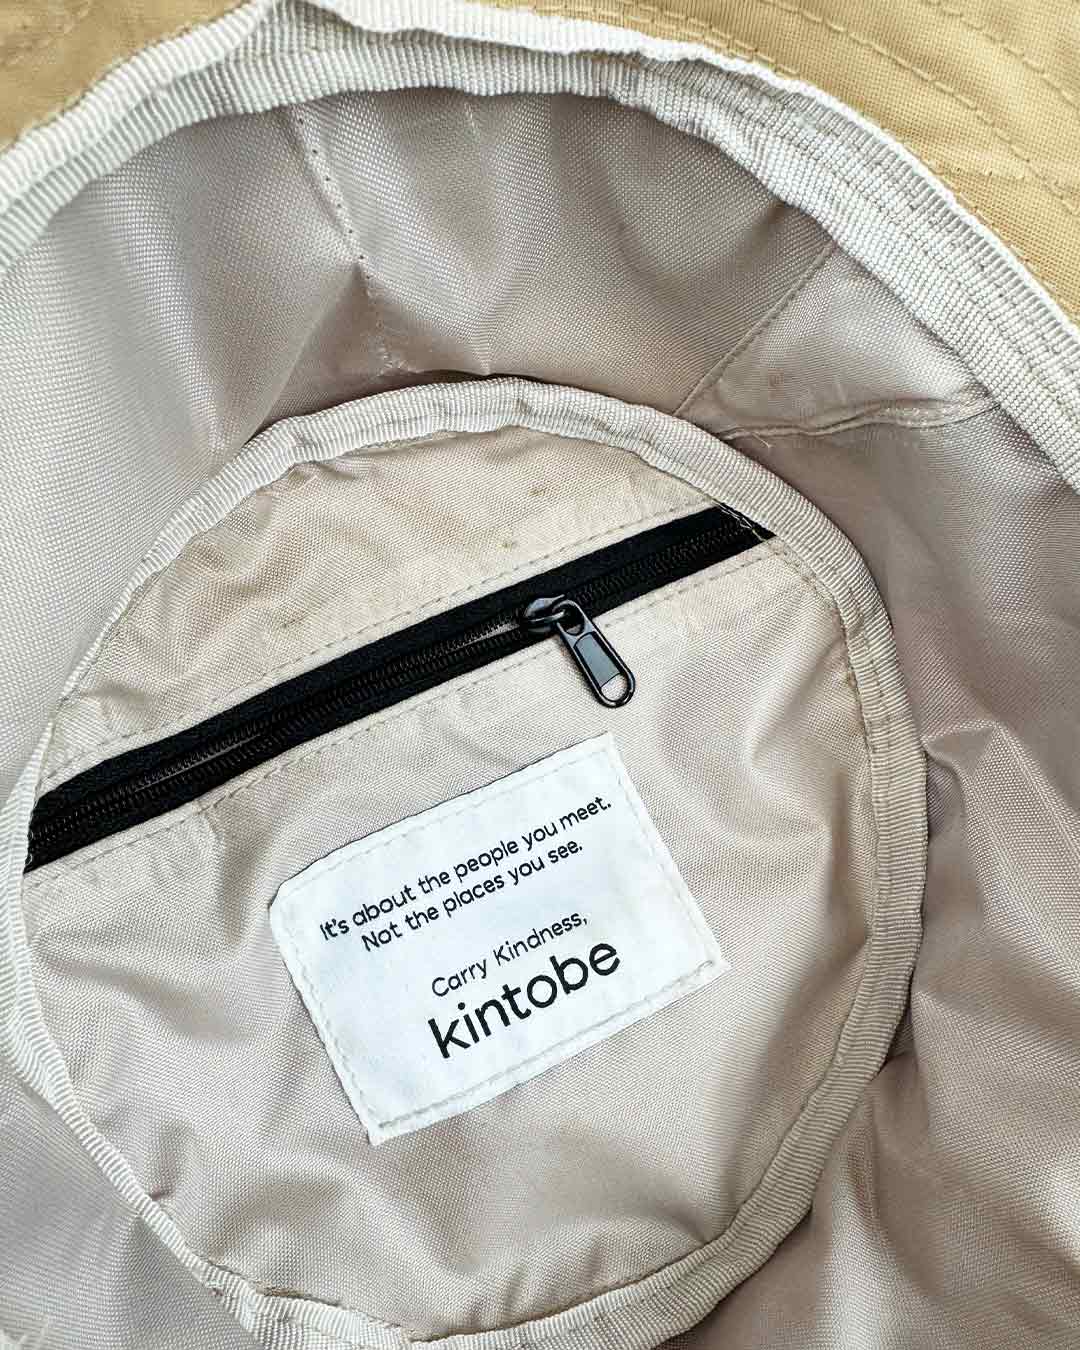 It's about the people you meet.
Not the places you see.
Carry Kindness,
kintobe